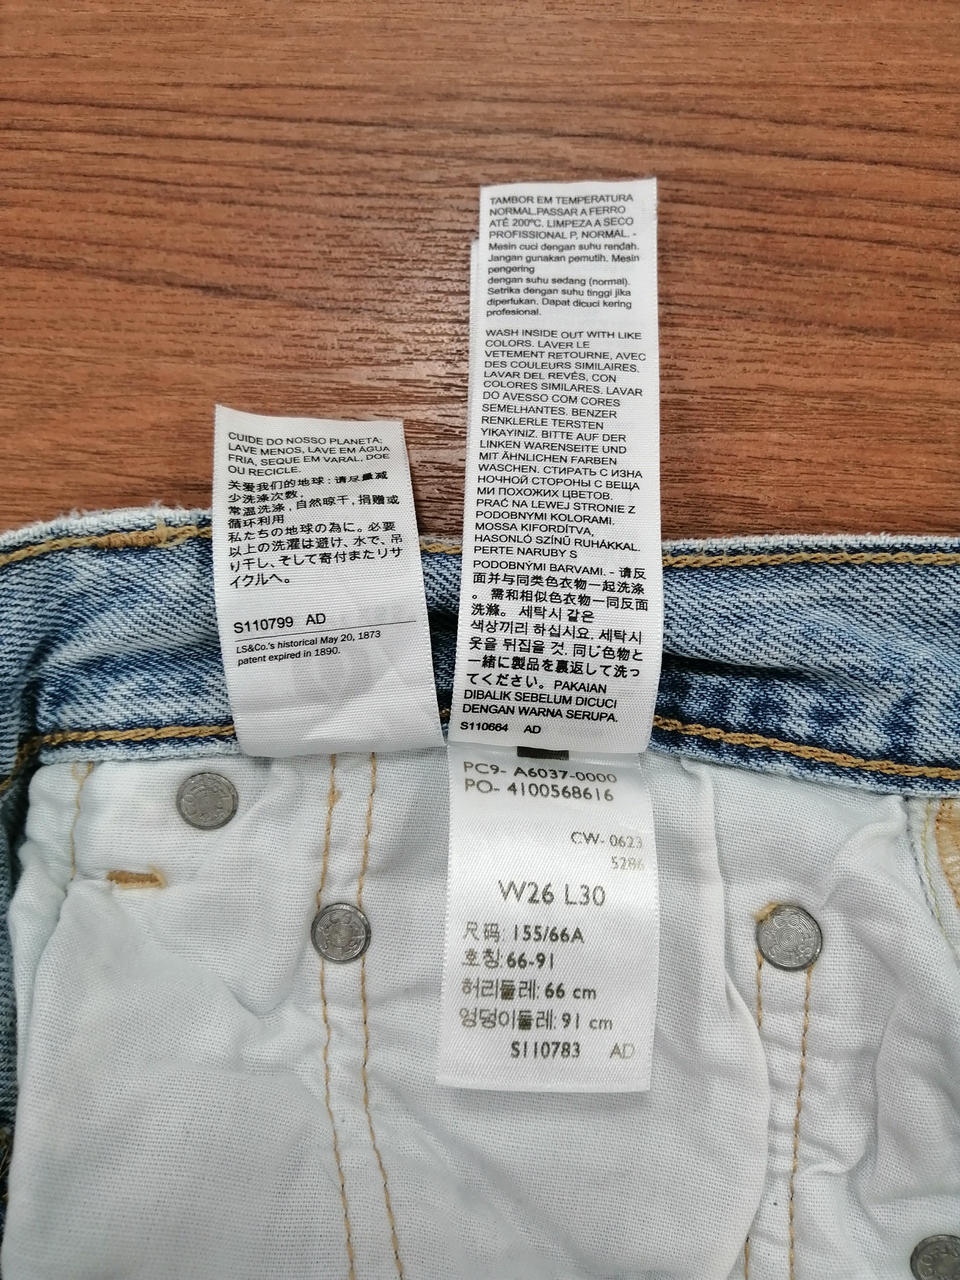 TAMBOR EM TEMPERATURA
NORMAL.PASSAR A FERRO
ATÉ 200ºC. LIMPEZA A SECO
PROFISSIONAL P, NORMAL. -
Mesin cuci dengan suhu rendah.
Jangan gunakan pemutih. Mesin
pengering
dengan suhu sedang (normal).
Setrika dengan suhu tinggi jika
diperlukan. Dapat dicuci kering
profesional.
WASH INSIDE OUT WITH LIKE
COLORS. LAVER LE
VETEMENT RETOURNE, AVEC
DES COULEURS SIMILAIRES.
LAVAR DEL REVÉS, CON
COLORES SIMILARES. LAVAR
DO AVESSO COM CORES
SEMELHANTES. BENZER
RENKLERLE TERSTEN
YIKAYINIZ. BITTE AUF DER
LINKEN WARENSEITE UND
MIT ÄHNLICHEN FARBEN
WASCHEN. СТИРАТЬ С ИЗНА
НОЧНОЙ СТОРОНЫ С ВЕЩА
МИ ПОХОЖИХ ЦВЕТОВ.
PRAĆ NA LEWEJ STRONIE Z
PODOBNYMI KOLORAMI.
MOSSA KIFORDÍTVA,
HASONLÓ SZÍNŰ RUHÁKKAL.
PERTE NARUBY S
PODOBNÝMI BARVAMI. - 请反
面并与同类色衣物一起洗涤
。 需和相似色衣物一同反面
洗滌。 세탁시 같은
색상끼리 하십시요. 세탁시
옷을 뒤집을 것. 同じ色物と
一緒に製品を裏返して洗っ
てください。 PAKAIAN
DIBALIK SEBELUM DICUCI
DENGAN WARNA SERUPA.
S110664 AD
CUIDE DO NOSSO PLANETA;
LAVE MENOS, LAVE EM ÁGUA
FRIA, SEQUE EM VARAL, DOE
OU RECICLE.
关爱我们的地球：请尽量减
少洗涤次数，
常温洗涤，自然晾干，捐赠或
循环利用
私たちの地球の為に。必要
以上の洗濯は避け、水で、吊
り干し、そして寄付またリサ
イクルへ。
S110799 AD
LS&Co.'s historical May 20, 1873
patent expired in 1890.
PC9- A6037-0000
PO- 4100568616
CW- 0623
5286
W26 L30
尺码: 155/66A
호칭: 66-91
허리둘레: 66 cm
엉덩이둘레: 91 cm
S110783 AD